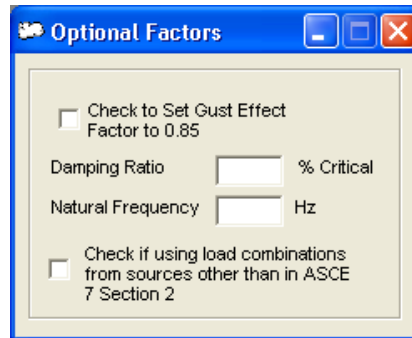 Optional Factors
Check to Set Gust Effect
Factor to 0.85
Damping Ratio % Critical
Natural Frequency Hz
Check if using load combinations
from sources other than in ASCE
7 Section 2